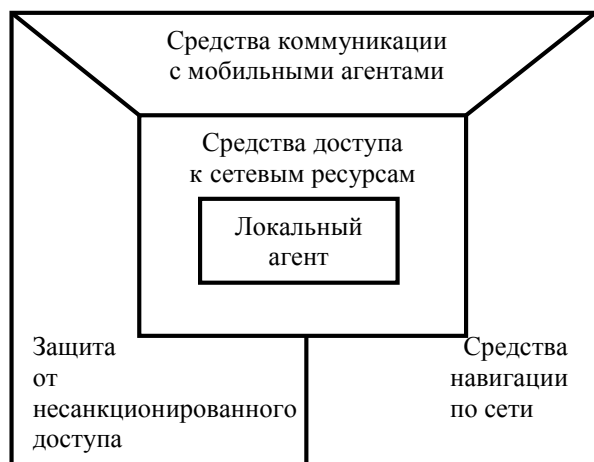 Средства коммуникации
с мобильными агентами
Средства доступа
к сетевым ресурсам
Локальный
агент
Защита
от
несанкционированного
доступа
Средства
навигации
по сети